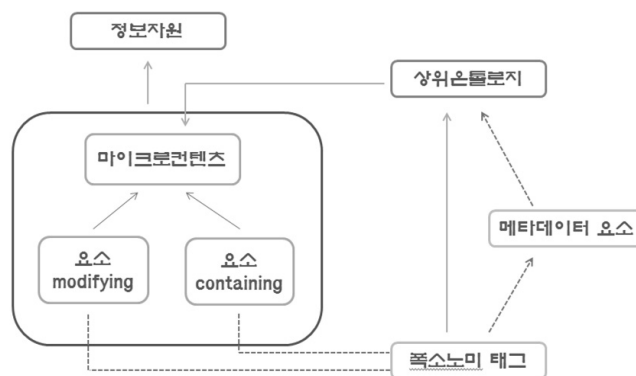 정보자원
상위온톨로지
마이크로컨텐츠
메타데이터 요소
요소
modifying
요소
containing
폭소노미 태그